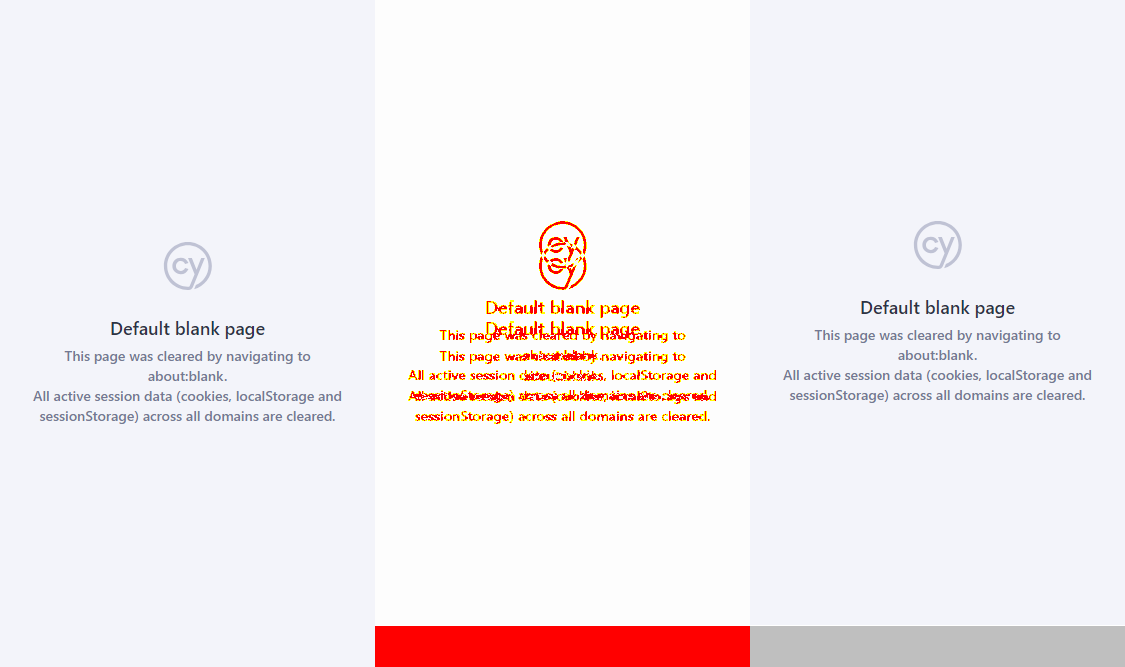 cy
Default blank page
This page was cleared by navigating to
about:blank.
All active session data (cookies, localStorage and
sessionStorage) across all domains are cleared.
cy
cy
Default blank page
Default blank page
This page was cleared by navigating to
This page was cleared by navigating to
All active session data (cookies, localStorage and
sessionStorage) across all domains are cleared.
cy
Default blank page
This page was cleared by navigating to
about:blank.
All active session data (cookies, localStorage and
sessionStorage) across all domains are cleared.